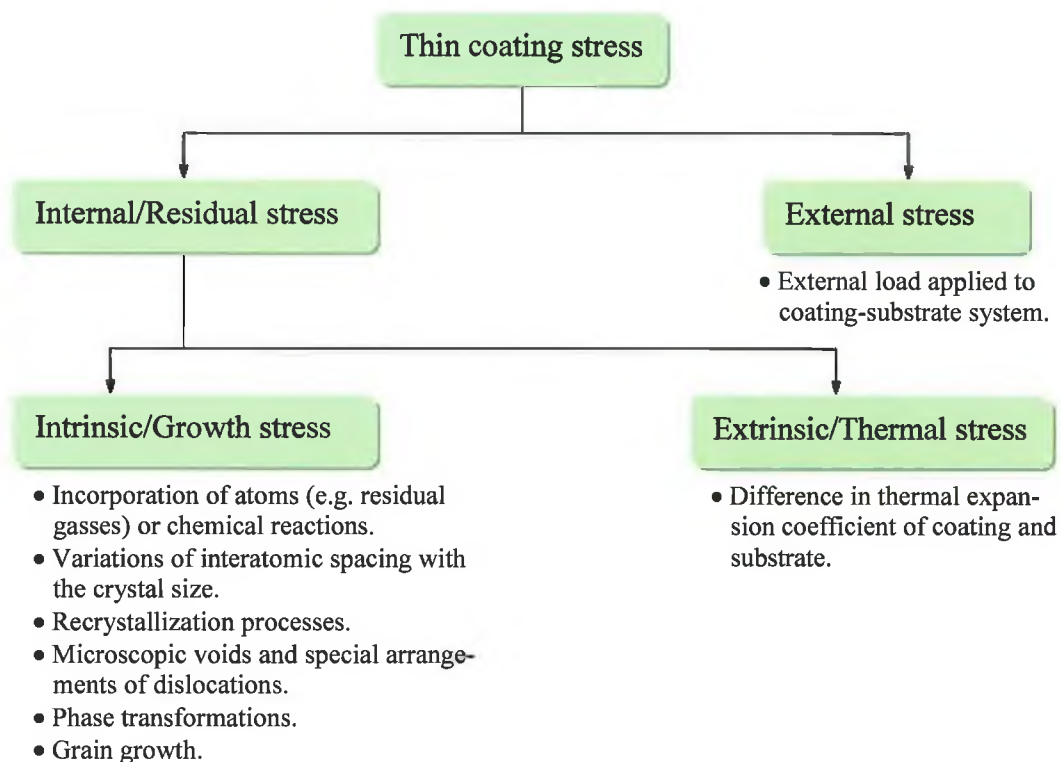 Thin coating stress
Internal/Residual stress
External stress
• External load applied to
coating-substrate system.
Intrinsic/Growth stress
• Incorporation of atoms (e.g. residual
gasses) or chemical reactions.
• Variations of interatomic spacing with
the crystal size.
• Recrystallization processes.
• Microscopic voids and special arrange-
ments of dislocations.
• Phase transformations.
• Grain growth.
Extrinsic/Thermal stress
• Difference in thermal expan-
sion coefficient of coating and
substrate.